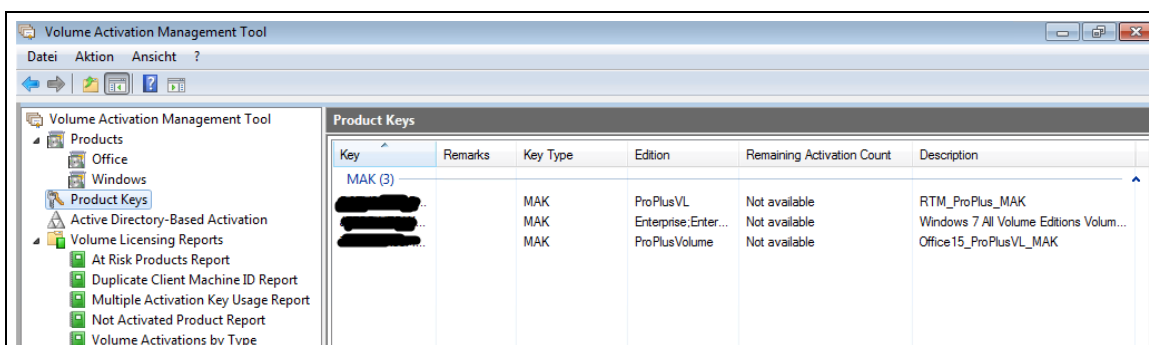 Volume Activation Management Tool
Datei Aktion Ansicht ?
Volume Activation Management Tool
Products
Office
Windows
Product Keys
Active Directory-Based Activation
Volume Licensing Reports
At Risk Products Report
Duplicate Client Machine ID Report
Multiple Activation Key Usage Report
Not Activated Product Report
Volume Activations by Type
Product Keys
Key Remarks Key Type Edition Remaining Activation Count Description
MAK (3)
MAK ProPlusVL Not available RTM_ProPlus_MAK
MAK Enterprise;Enter... Not available Windows 7 All Volume Editions Volum...
MAK ProPlusVolume Not available Office15_ProPlusVL_MAK